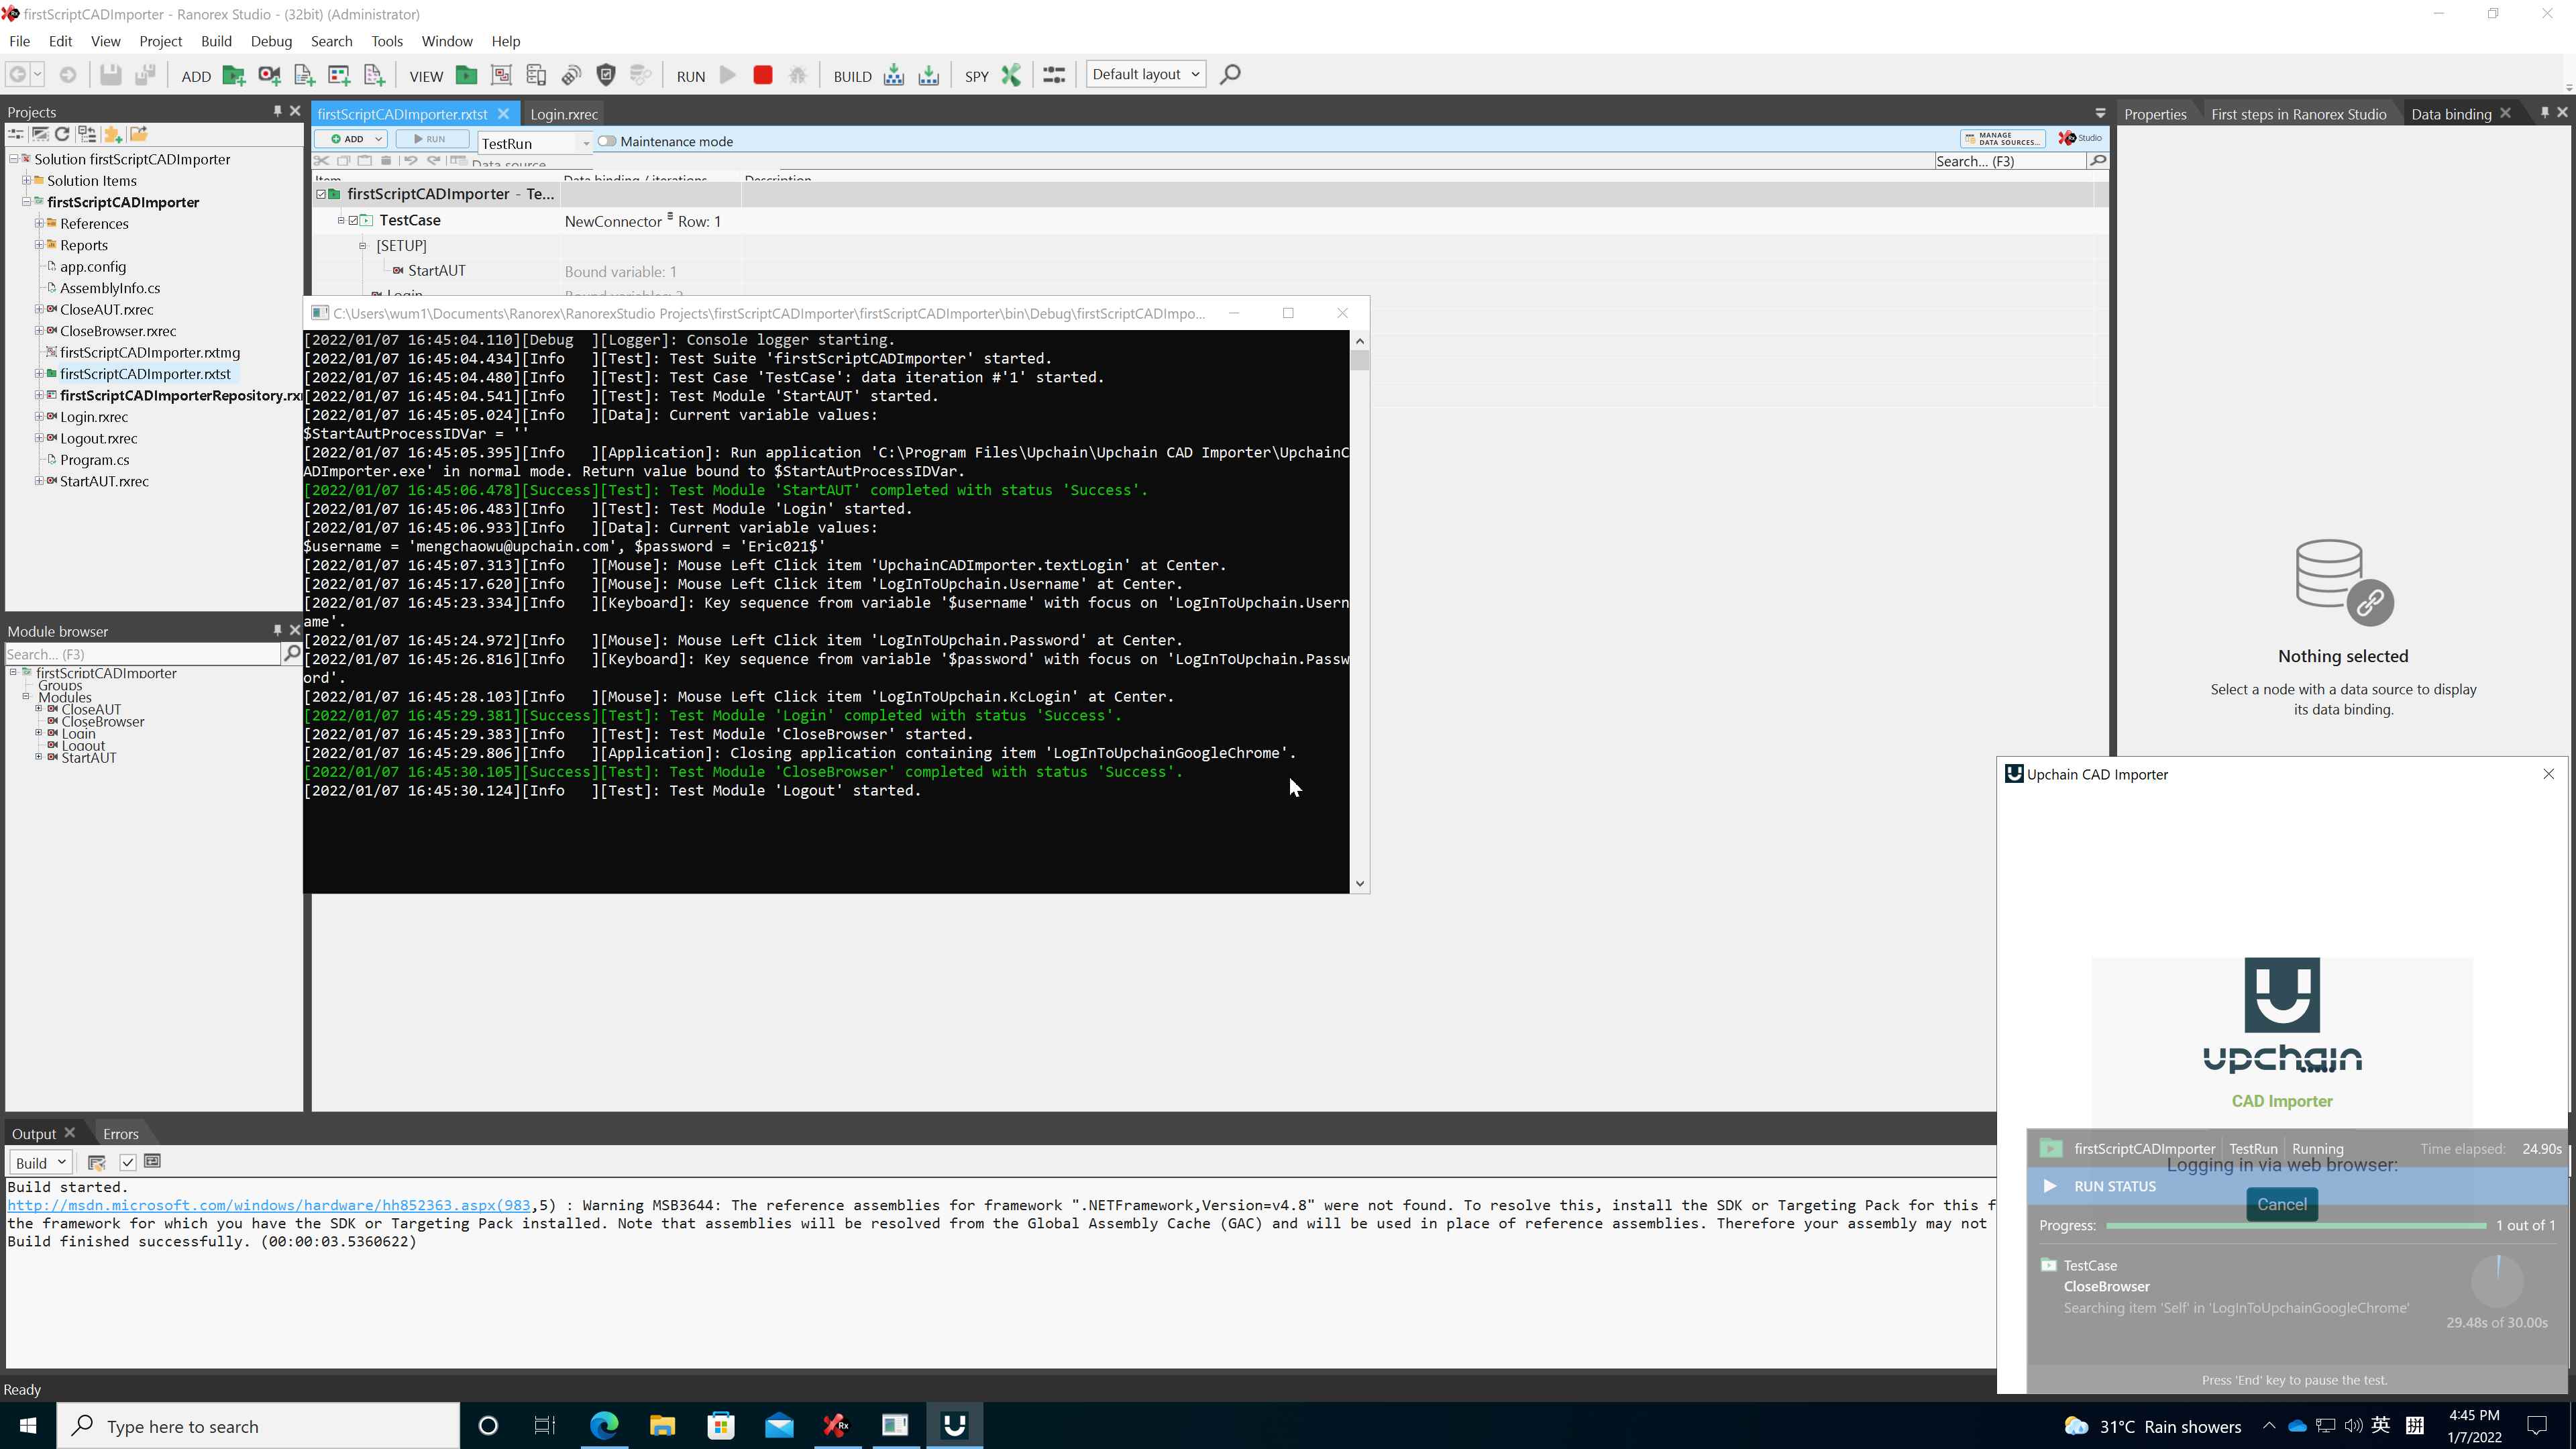 firstScriptCADImporter - Ranorex Studio - (32bit) (Administrator)
File Edit View Project Build Debug Search Tools Window Help
ADD VIEW RUN BUILD SPY Default layout
Projects
firstScriptCADImporter.rxtst Login.rxrec
Properties First steps in Ranorex Studio Data binding
ADD RUN TestRun Maintenance mode MANAGE DATA SOURCES... Studio
Data source
Search... (F3)
Item Data binding / iterations Description
Solution firstScriptCADImporter
Solution Items
firstScriptCADImporter
References
Reports
app.config
AssemblyInfo.cs
CloseAUT.rxrec
CloseBrowser.rxrec
firstScriptCADImporter.rxtmg
firstScriptCADImporter.rxtst
firstScriptCADImporterRepository.rx
Login.rxrec
Logout.rxrec
Program.cs
StartAUT.rxrec
firstScriptCADImporter - Te...
TestCase NewConnector Row: 1
[SETUP]
StartAUT Bound variable: 1
Login Bound variables: 2
C:\Users\wum1\Documents\Ranorex\RanorexStudio Projects\firstScriptCADImporter\firstScriptCADImporter\bin\Debug\firstScriptCADImpo...
[2022/01/07 16:45:04.110][Debug  ][Logger]: Console logger starting.
[2022/01/07 16:45:04.434][Info   ][Test]: Test Suite 'firstScriptCADImporter' started.
[2022/01/07 16:45:04.480][Info   ][Test]: Test Case 'TestCase': data iteration #'1' started.
[2022/01/07 16:45:04.541][Info   ][Test]: Test Module 'StartAUT' started.
[2022/01/07 16:45:05.024][Info   ][Data]: Current variable values:
$StartAutProcessIDVar = ''
[2022/01/07 16:45:05.395][Info   ][Application]: Run application 'C:\Program Files\Upchain\Upchain CAD Importer\UpchainC
ADImporter.exe' in normal mode. Return value bound to $StartAutProcessIDVar.
[2022/01/07 16:45:06.478][Success][Test]: Test Module 'StartAUT' completed with status 'Success'.
[2022/01/07 16:45:06.483][Info   ][Test]: Test Module 'Login' started.
[2022/01/07 16:45:06.933][Info   ][Data]: Current variable values:
$username = 'mengchaowu@upchain.com', $password = 'Eric021$'
[2022/01/07 16:45:07.313][Info   ][Mouse]: Mouse Left Click item 'UpchainCADImporter.textLogin' at Center.
[2022/01/07 16:45:17.620][Info   ][Mouse]: Mouse Left Click item 'LogInToUpchain.Username' at Center.
[2022/01/07 16:45:23.334][Info   ][Keyboard]: Key sequence from variable '$username' with focus on 'LogInToUpchain.Usern
ame'.
[2022/01/07 16:45:24.972][Info   ][Mouse]: Mouse Left Click item 'LogInToUpchain.Password' at Center.
[2022/01/07 16:45:26.816][Info   ][Keyboard]: Key sequence from variable '$password' with focus on 'LogInToUpchain.Passw
ord'.
[2022/01/07 16:45:28.103][Info   ][Mouse]: Mouse Left Click item 'LogInToUpchain.KcLogin' at Center.
[2022/01/07 16:45:29.381][Success][Test]: Test Module 'Login' completed with status 'Success'.
[2022/01/07 16:45:29.383][Info   ][Test]: Test Module 'CloseBrowser' started.
[2022/01/07 16:45:29.806][Info   ][Application]: Closing application containing item 'LogInToUpchainGoogleChrome'.
[2022/01/07 16:45:30.105][Success][Test]: Test Module 'CloseBrowser' completed with status 'Success'.
[2022/01/07 16:45:30.124][Info   ][Test]: Test Module 'Logout' started.
Module browser
Search... (F3)
firstScriptCADImporter
Groups
Modules
CloseAUT
CloseBrowser
Login
Logout
StartAUT
Nothing selected
Select a node with a data source to display
its data binding.
Upchain CAD Importer
upchain
CAD Importer
firstScriptCADImporter TestRun Running Time elapsed: 24.90s
Logging in via web browser:
RUN STATUS
Cancel
Progress: 1 out of 1
TestCase
CloseBrowser
Searching item 'Self' in 'LogInToUpchainGoogleChrome'
29.48s of 30.00s
Press 'End' key to pause the test.
Output Errors
Build
Build started.
http://msdn.microsoft.com/windows/hardware/hh852363.aspx(983,5) : Warning MSB3644: The reference assemblies for framework ".NETFramework,Version=v4.8" were not found. To resolve this, install the SDK or Targeting Pack for this f
the framework for which you have the SDK or Targeting Pack installed. Note that assemblies will be resolved from the Global Assembly Cache (GAC) and will be used in place of reference assemblies. Therefore your assembly may not
Build finished successfully. (00:00:03.5360622)
Ready
Type here to search
31°C Rain showers 英 拼 4:45 PM
1/7/2022